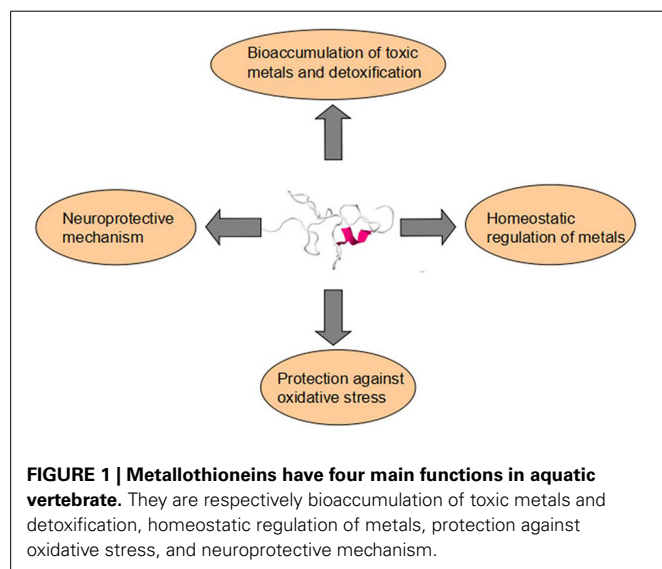 Bioaccumulation of toxic
metals and detoxification
Neuroprotective
mechanism
Homeostatic
regulation of metals
Protection against
oxidative stress
FIGURE 1 | Metallothioneins have four main functions in aquatic
vertebrate. They are respectively bioaccumulation of toxic metals and
detoxification, homeostatic regulation of metals, protection against
oxidative stress, and neuroprotective mechanism.